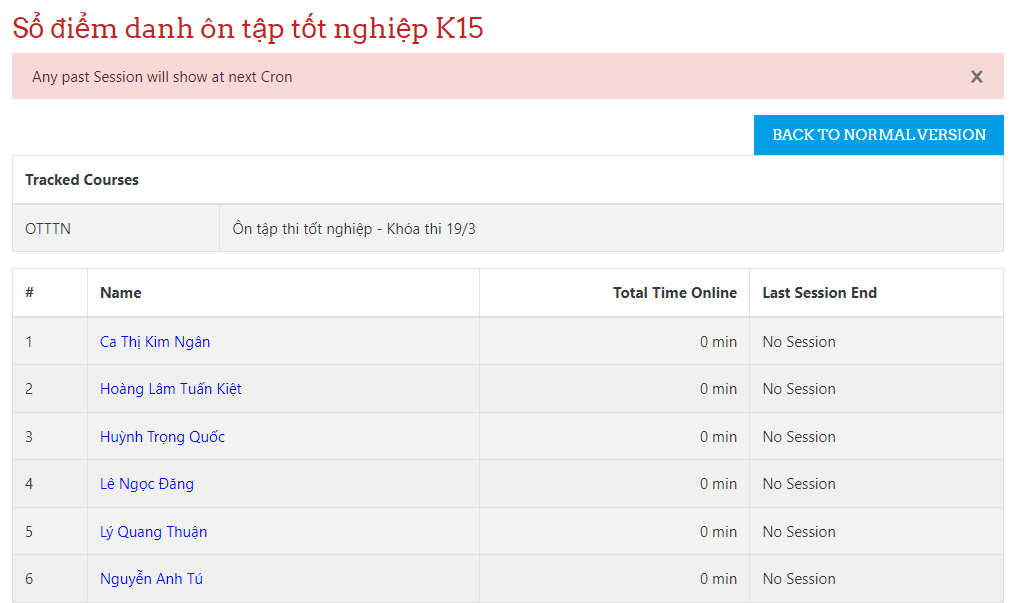 Sổ điểm danh ôn tập tốt nghiệp K15
Any past Session will show at next Cron ×
BACK TO NORMAL VERSION
Tracked Courses
OTTTN Ôn tập thi tốt nghiệp - Khóa thi 19/3
# Name Total Time Online Last Session End
1 Ca Thị Kim Ngân 0 min No Session
2 Hoàng Lâm Tuấn Kiệt 0 min No Session
3 Huỳnh Trọng Quốc 0 min No Session
4 Lê Ngọc Đăng 0 min No Session
5 Lý Quang Thuận 0 min No Session
6 Nguyễn Anh Tú 0 min No Session